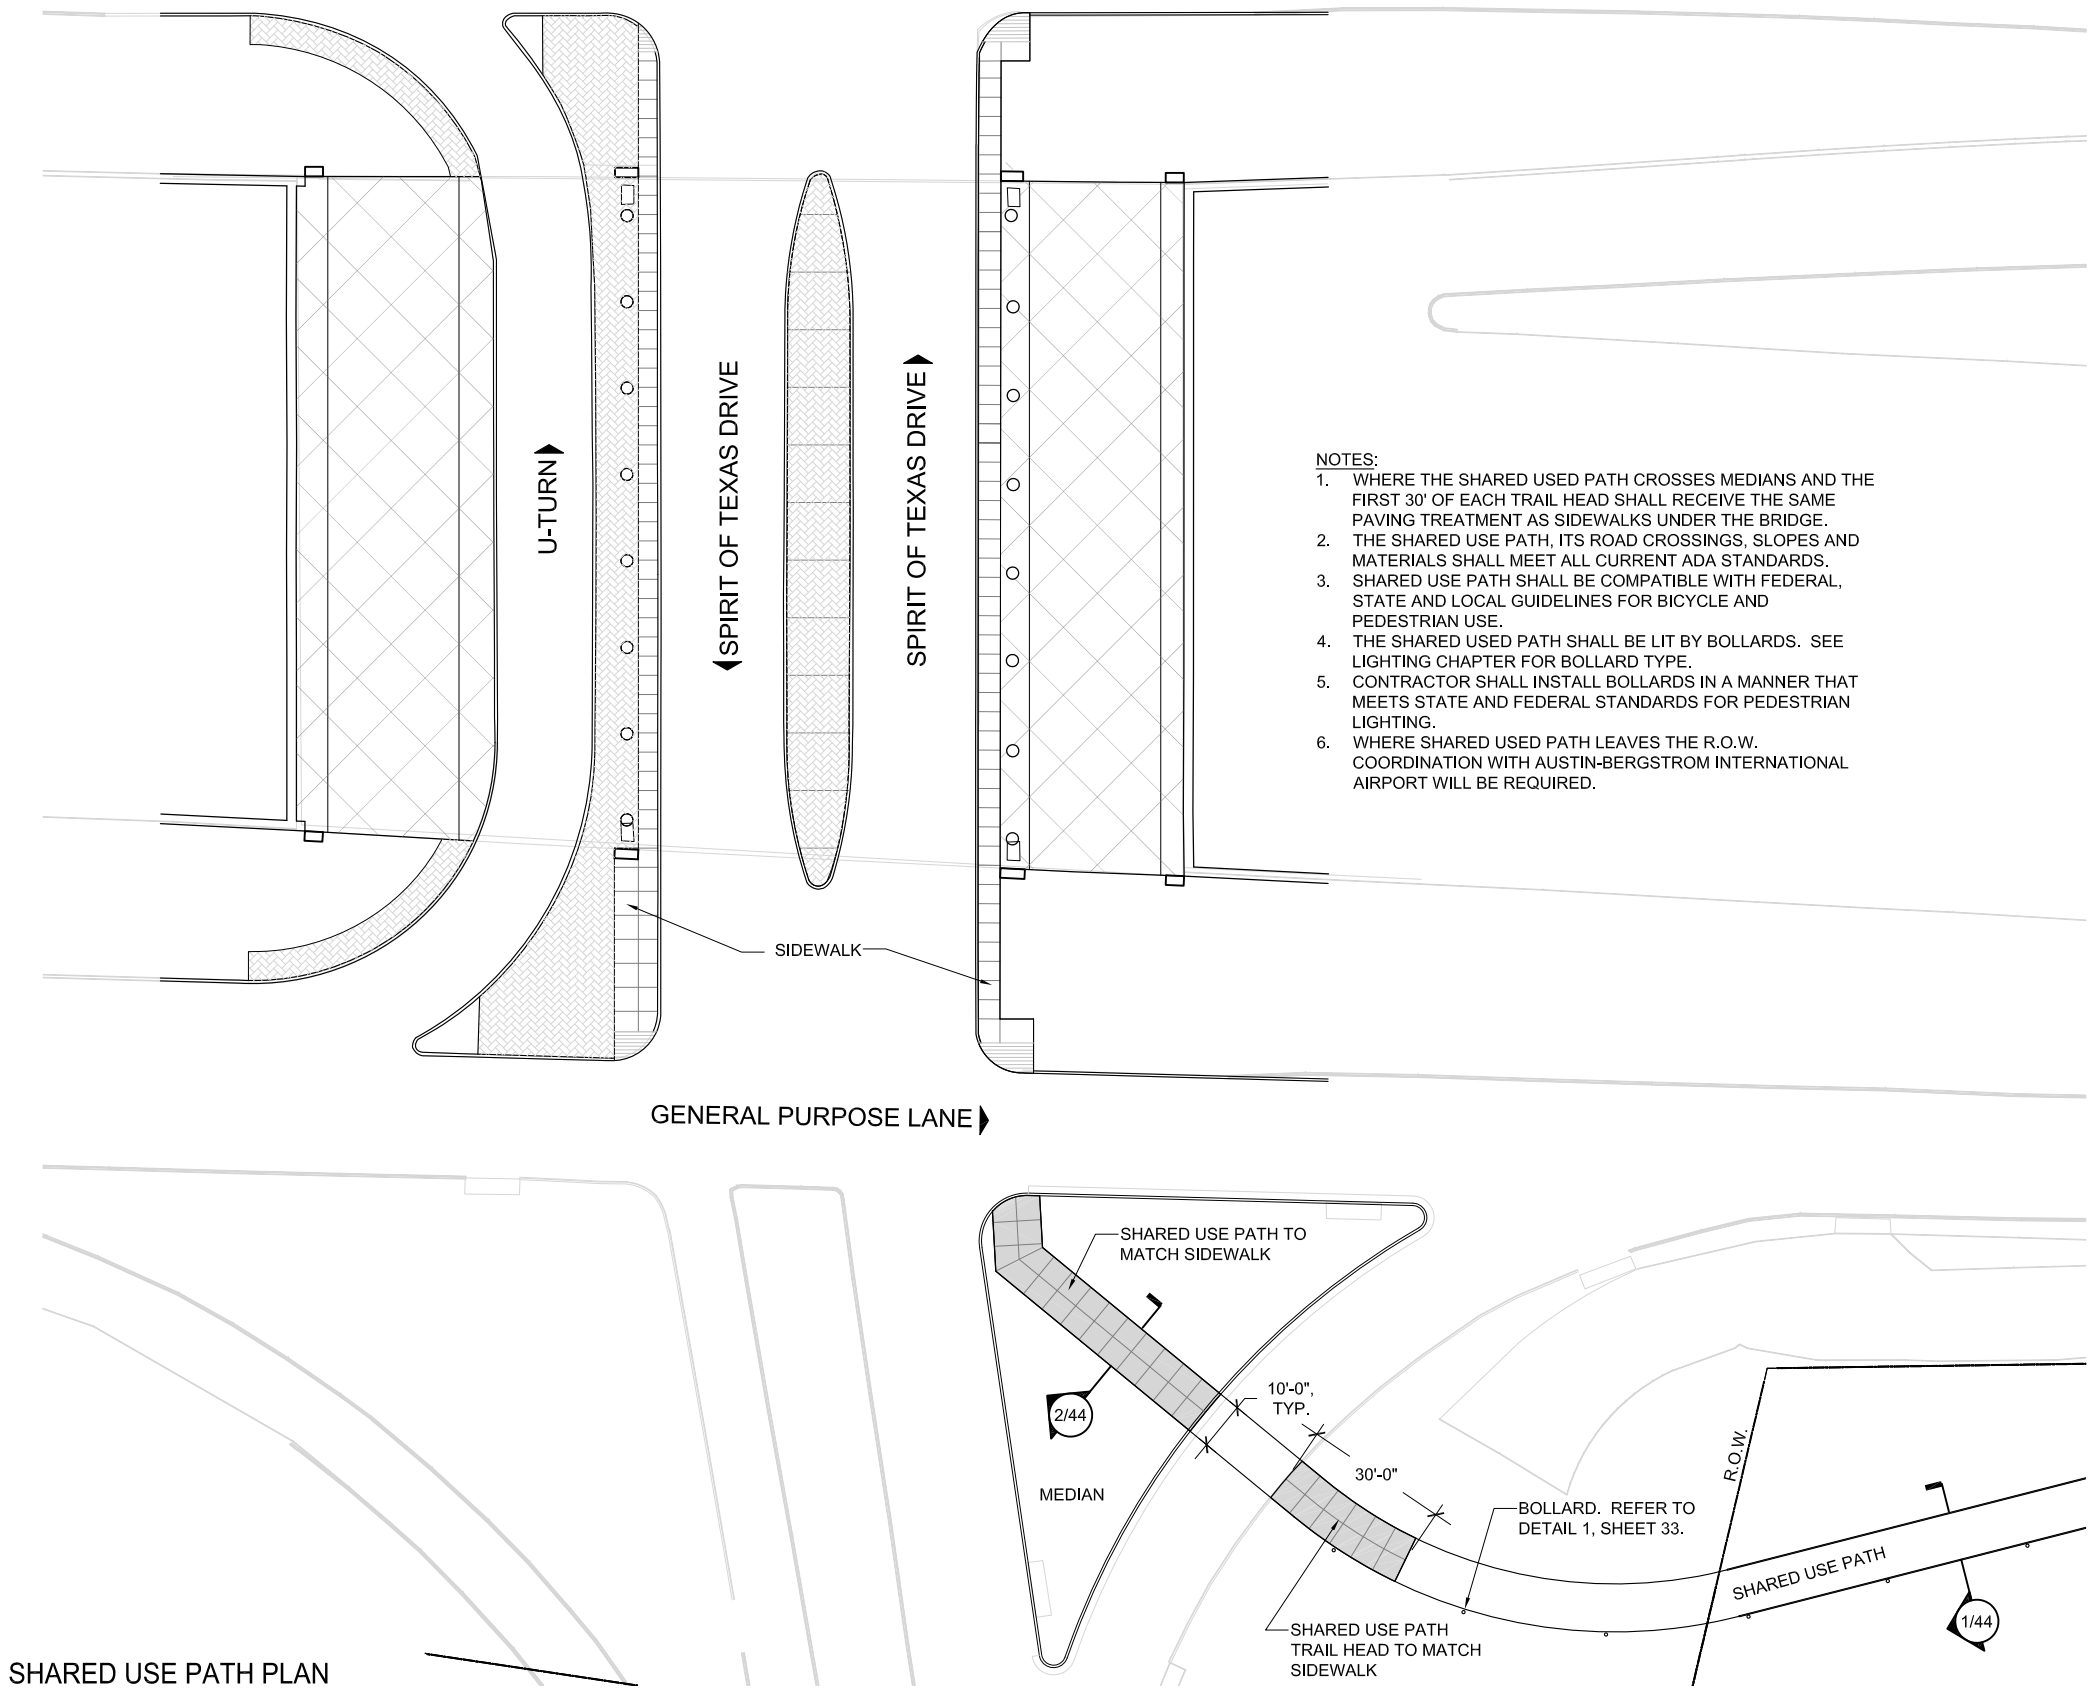 U-TURN
SPIRIT OF TEXAS DRIVE
SPIRIT OF TEXAS DRIVE
NOTES:
1. WHERE THE SHARED USED PATH CROSSES MEDIANS AND THE
FIRST 30' OF EACH TRAIL HEAD SHALL RECEIVE THE SAME
PAVING TREATMENT AS SIDEWALKS UNDER THE BRIDGE.
2. THE SHARED USE PATH, ITS ROAD CROSSINGS, SLOPES AND
MATERIALS SHALL MEET ALL CURRENT ADA STANDARDS.
3. SHARED USE PATH SHALL BE COMPATIBLE WITH FEDERAL,
STATE AND LOCAL GUIDELINES FOR BICYCLE AND
PEDESTRIAN USE.
4. THE SHARED USED PATH SHALL BE LIT BY BOLLARDS. SEE
LIGHTING CHAPTER FOR BOLLARD TYPE.
5. CONTRACTOR SHALL INSTALL BOLLARDS IN A MANNER THAT
MEETS STATE AND FEDERAL STANDARDS FOR PEDESTRIAN
LIGHTING.
6. WHERE SHARED USED PATH LEAVES THE R.O.W.
COORDINATION WITH AUSTIN-BERGSTROM INTERNATIONAL
AIRPORT WILL BE REQUIRED.
SIDEWALK
GENERAL PURPOSE LANE
SHARED USE PATH TO
MATCH SIDEWALK
10'-0",
TYP.
2/44
30'-0"
R.O.W.
MEDIAN
BOLLARD. REFER TO
DETAIL 1, SHEET 33.
SHARED USE PATH
1/44
SHARED USE PATH
TRAIL HEAD TO MATCH
SIDEWALK
SHARED USE PATH PLAN